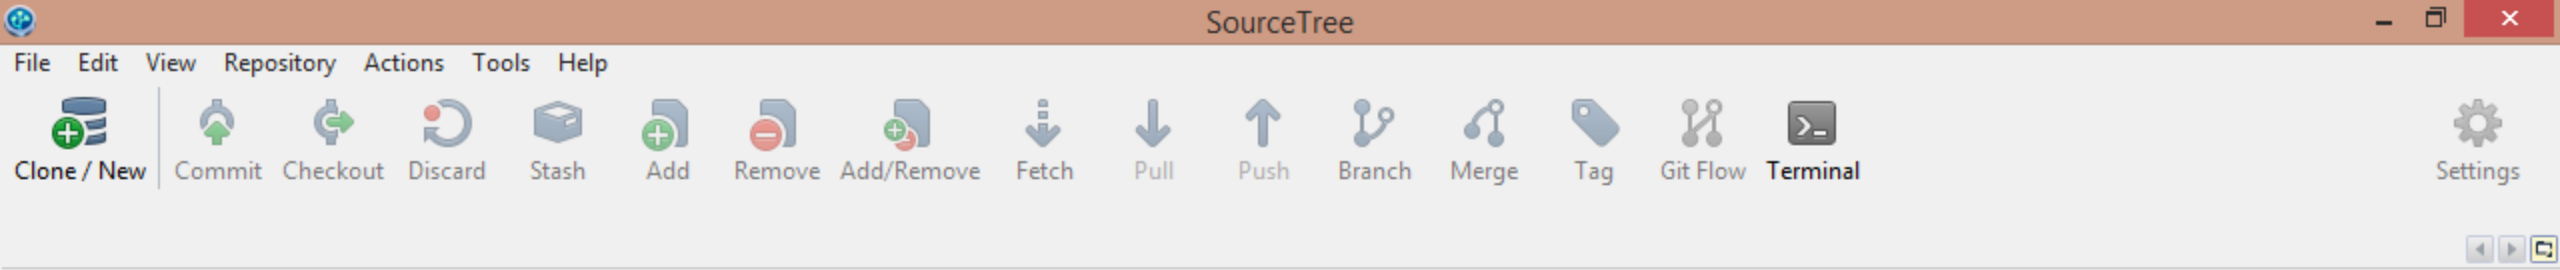 SourceTree
File Edit View Repository Actions Tools Help
Clone / New Commit Checkout Discard Stash Add Remove Add/Remove Fetch Pull Push Branch Merge Tag Git Flow Terminal Settings